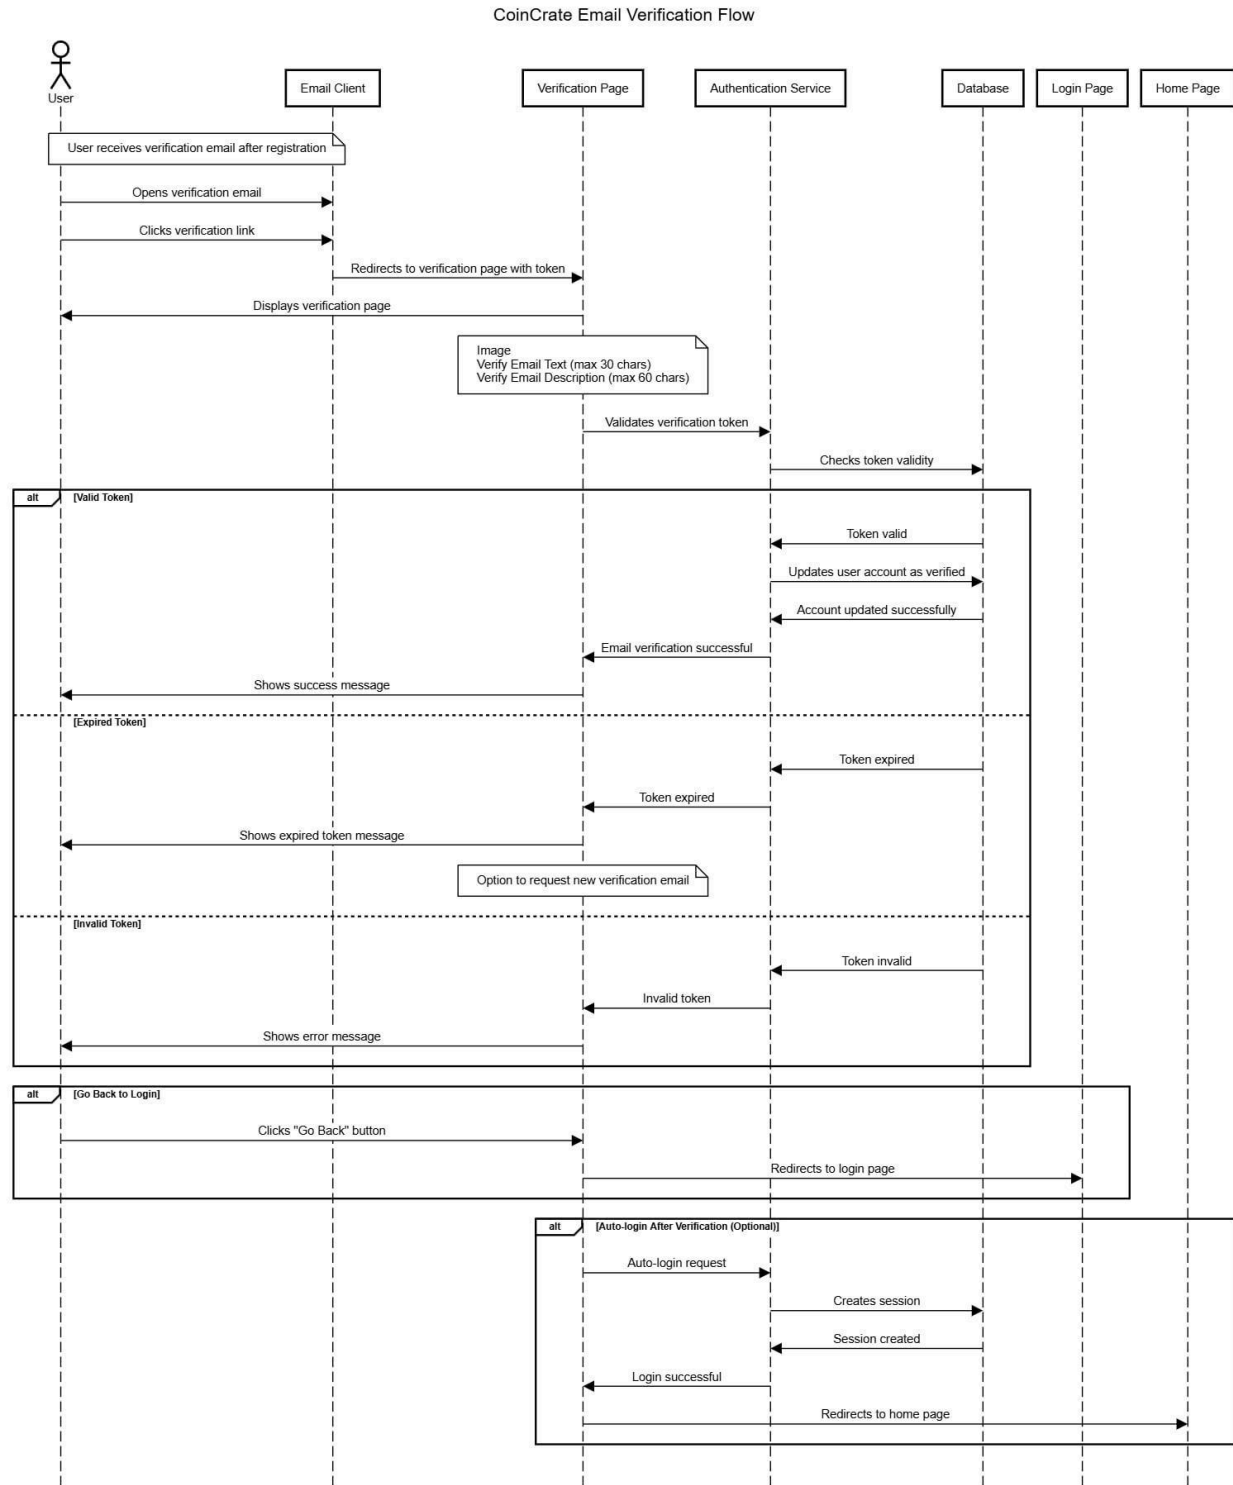 CoinCrate Email Verification Flow
User
Email Client
Verification Page
Authentication Service
Database
Login Page
Home Page
User receives verification email after registration
Opens verification email
Clicks verification link
Redirects to verification page with token
Displays verification page
Image
Verify Email Text (max 30 chars)
Verify Email Description (max 60 chars)
Validates verification token
Checks token validity
alt [Valid Token]
Token valid
Updates user account as verified
Account updated successfully
Email verification successful
Shows success message
[Expired Token]
Token expired
Token expired
Shows expired token message
Option to request new verification email
[Invalid Token]
Token invalid
Invalid token
Shows error message
alt [Go Back to Login]
Clicks "Go Back" button
Redirects to login page
alt [Auto-login After Verification (Optional)]
Auto-login request
Creates session
Session created
Login successful
Redirects to home page